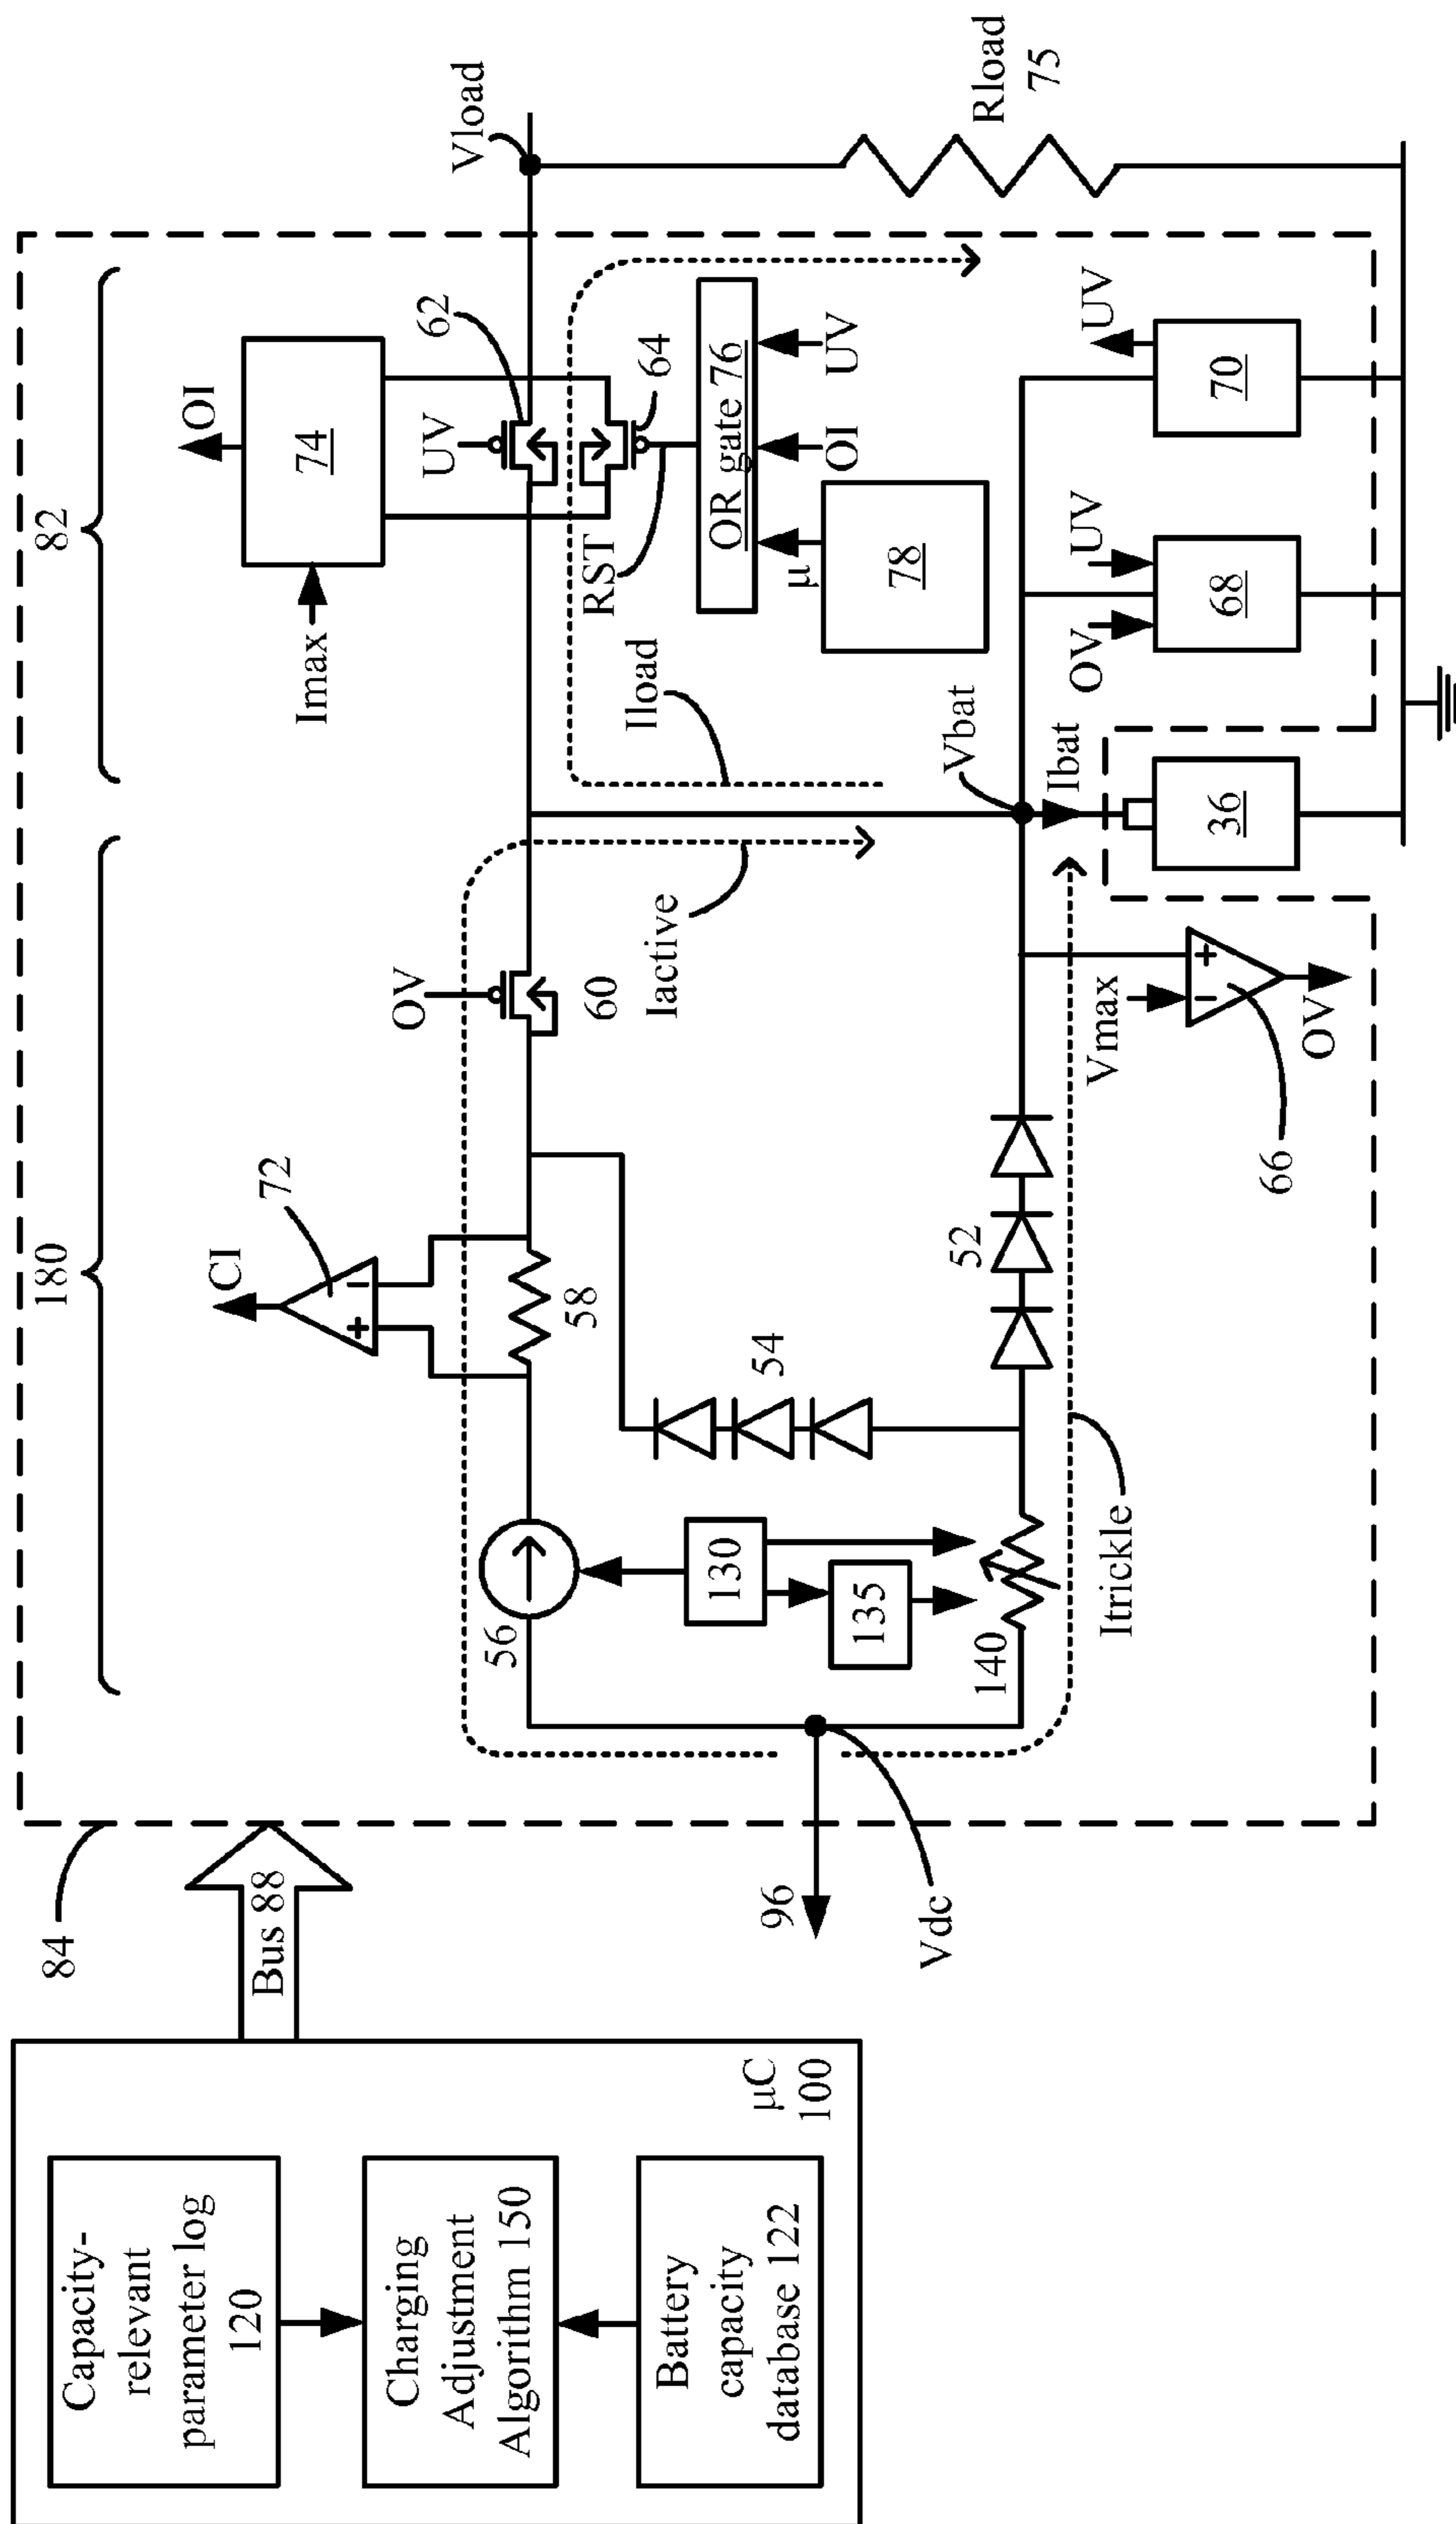 Capacity-
relevant
parameter log
120
Charging
Adjustment
Algorithm 150
Battery
capacity
database 122
µC
100
84
Bus 88
180
82
CI
72
OI
74
Imax
56
58
OV
60
UV
62
Vload
130
135
54
Iactive
Iload
RST
64
OR gate 76
µ
OI
UV
78
Rload
75
96
Vdc
140
52
Itrickle
Vbat
Ibat
Vmax
66
OV
36
OV
UV
68
UV
70